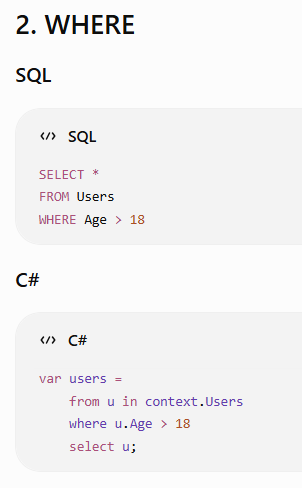 2. WHERE
SQL
</> SQL
SELECT *
FROM Users
WHERE Age > 18
C#
</> C#
var users =
    from u in context.Users
    where u.Age > 18
    select u;